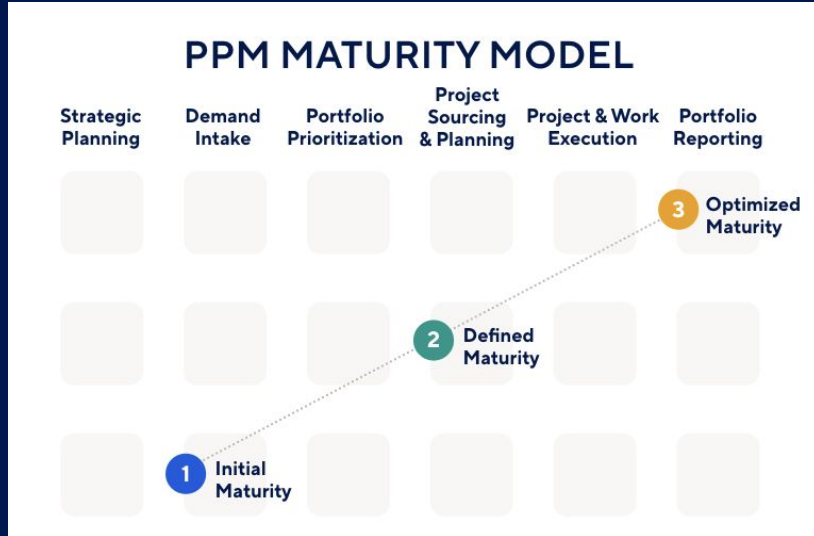 PPM MATURITY MODEL
Strategic
Planning
Demand
Intake
Portfolio
Prioritization
Project
Sourcing
& Planning
Project & Work
Execution
Portfolio
Reporting
3 Optimized
Maturity
2 Defined
Maturity
1 Initial
Maturity